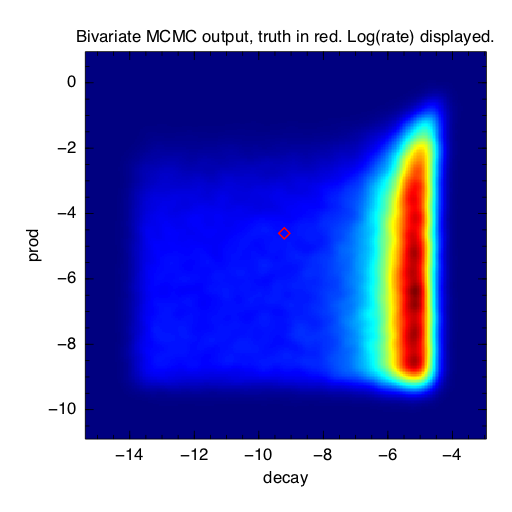 Bivariate MCMC output, truth in red. Log(rate) displayed.
0
−2
−4
−6
−8
−10
prod
−14 −12 −10 −8 −6 −4
decay